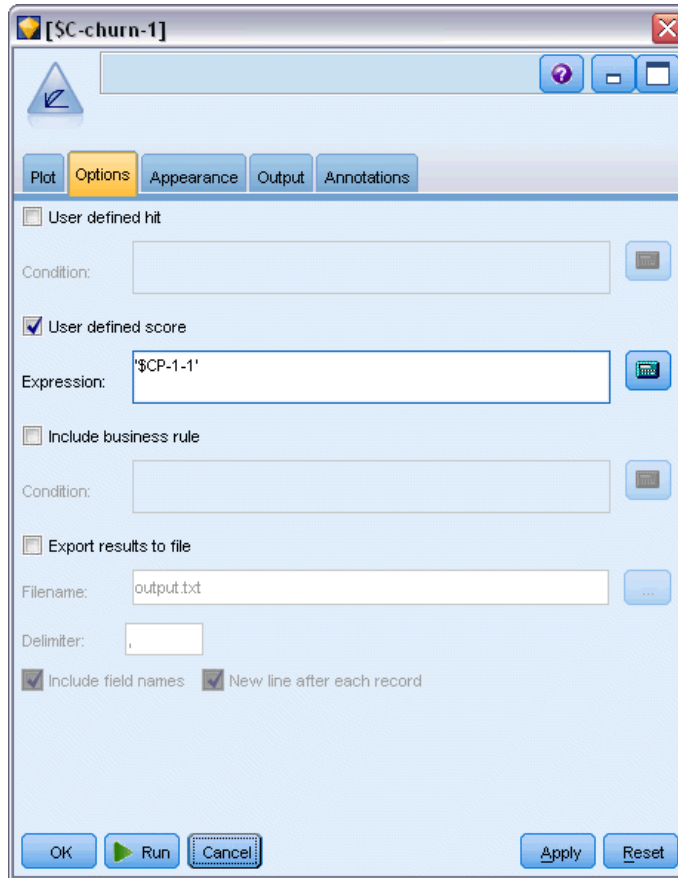 [$C-churn-1]
Plot Options Appearance Output Annotations
User defined hit
Condition:
User defined score
Expression: '$CP-1-1'
Include business rule
Condition:
Export results to file
Filename: output.txt ...
Delimiter: ,
Include field names New line after each record
OK Run Cancel Apply Reset